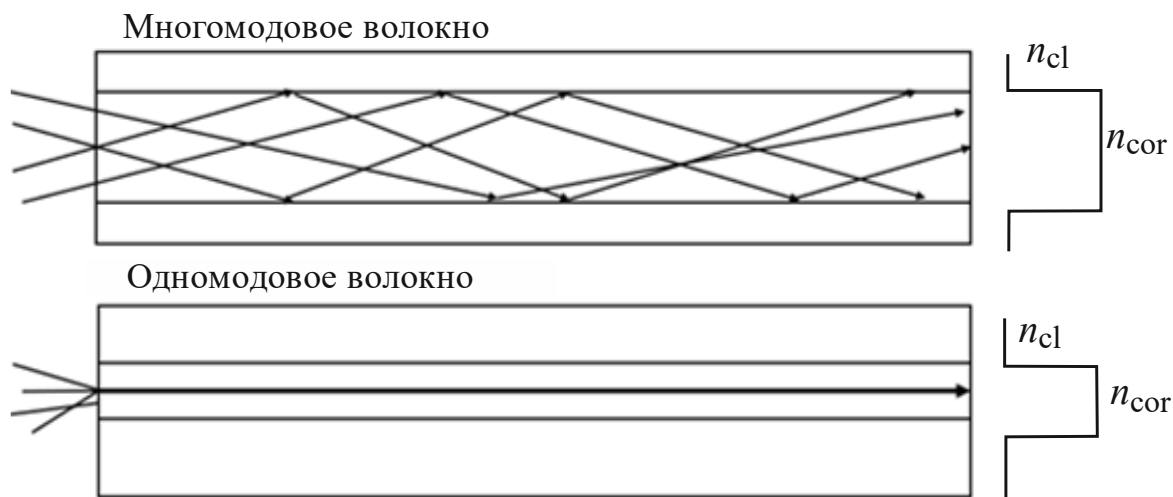 Многомодовое волокно
n_cl
n_cor
Одномодовое волокно
n_cl
n_cor